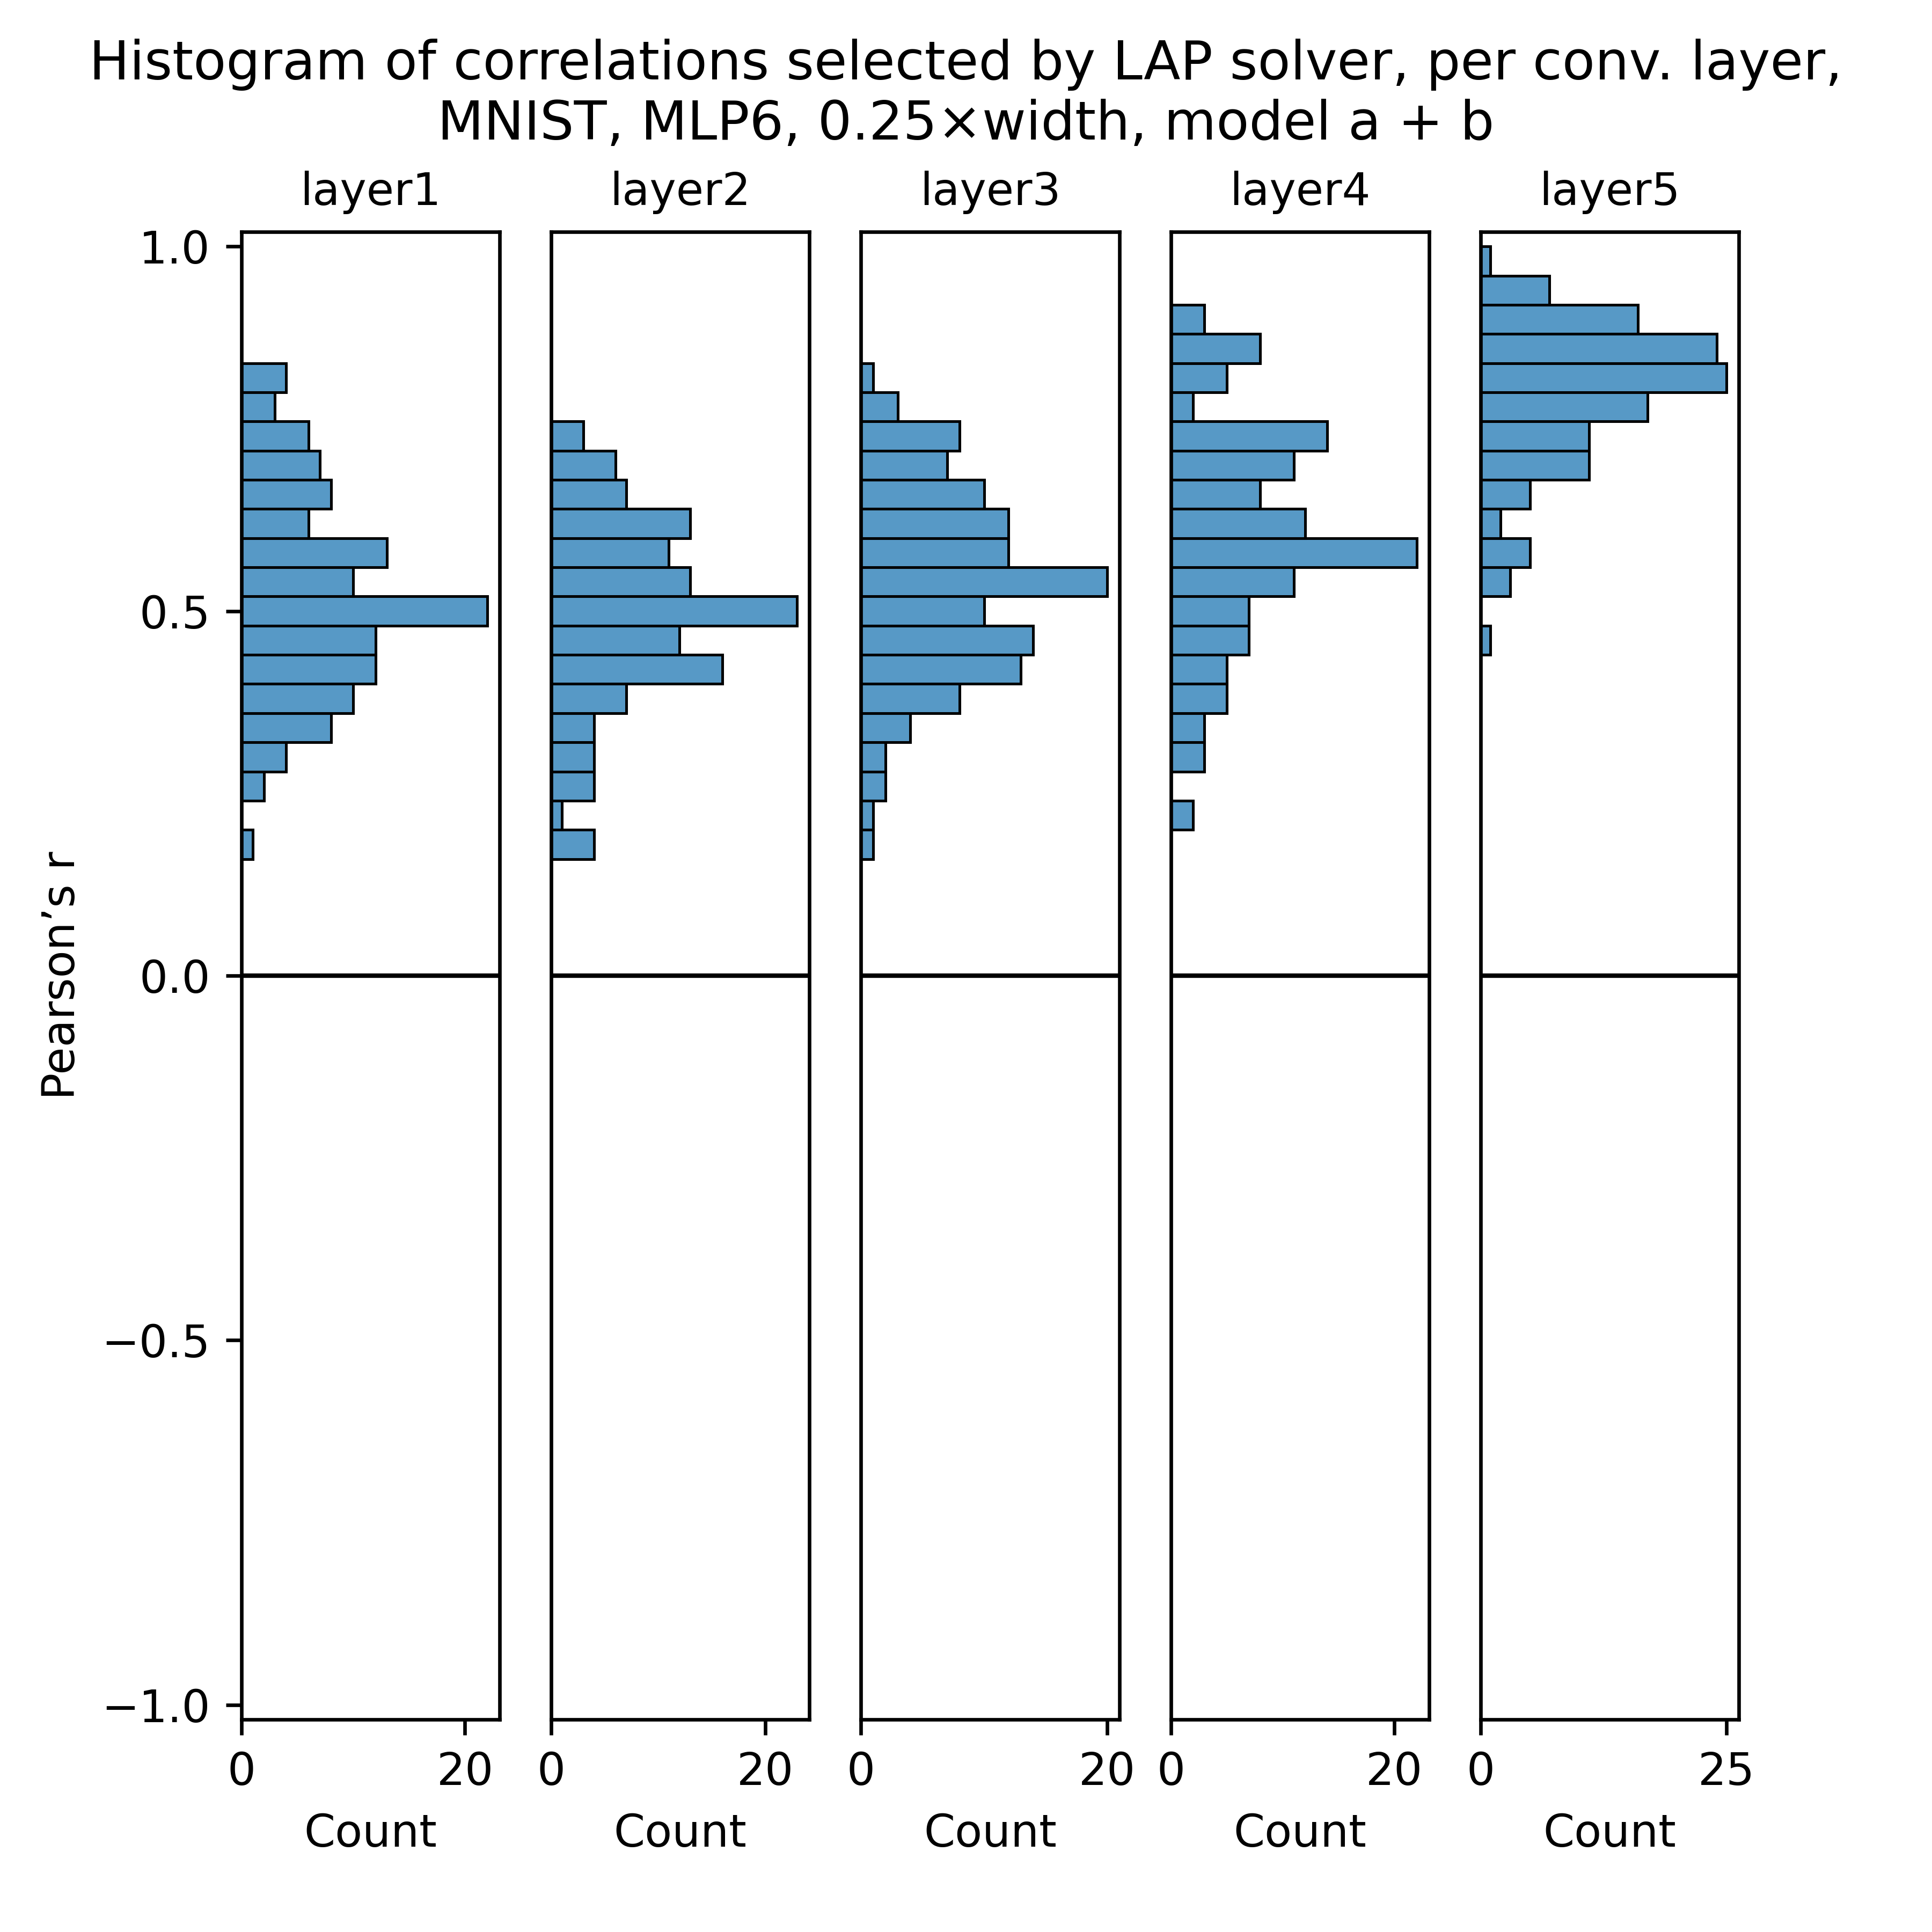 Histogram of correlations selected by LAP solver, per conv. layer,
MNIST, MLP6, 0.25×width, model a + b
layer1 layer2 layer3 layer4 layer5
1.0
0.5
0.0
−0.5
−1.0
Pearson’s r
0 20 0 20 0 20 0 20 0 25
Count Count Count Count Count